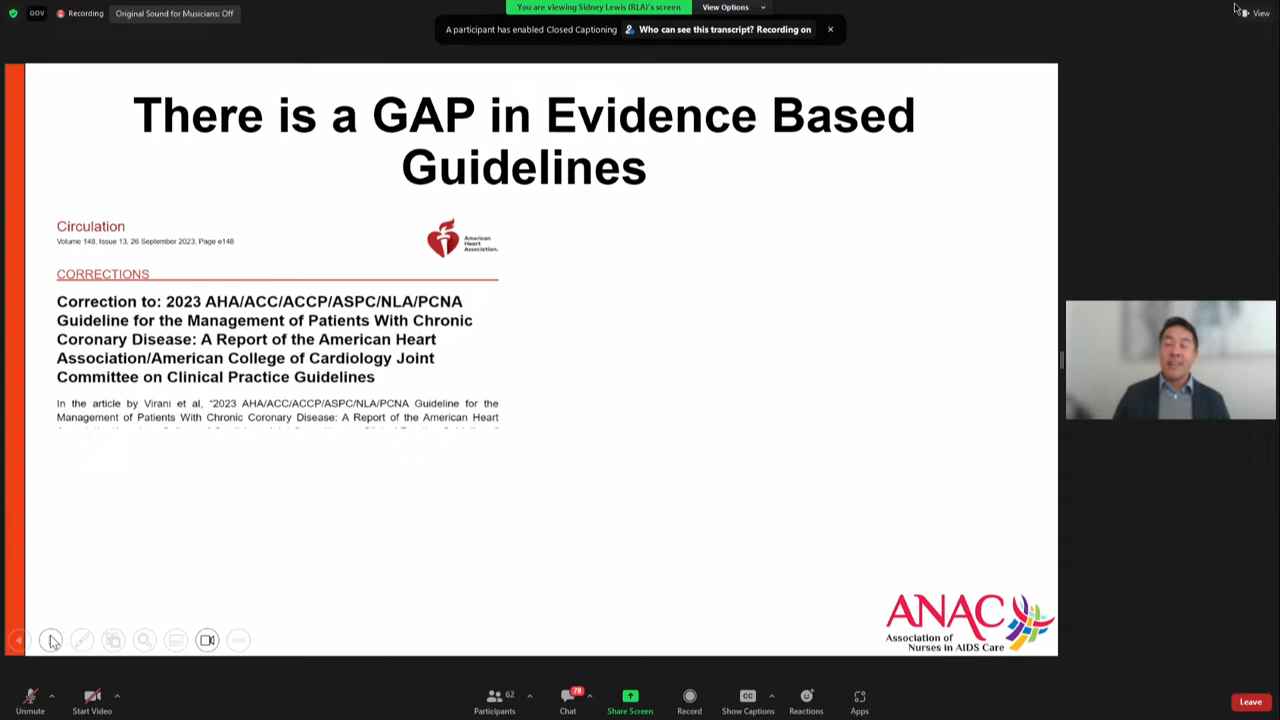 You are viewing Sidney Lewis (RLA)'s screen
View Options
GOV
Recording
Original Sound for Musicians: Off
View
A participant has enabled Closed Captioning
Who can see this transcript? Recording on
There is a GAP in Evidence Based
Guidelines
Circulation
Volume 148, Issue 13, 26 September 2023, Page e148
American
Heart
Association.
CORRECTIONS
Correction to: 2023 AHA/ACC/ACCP/ASPC/NLA/PCNA
Guideline for the Management of Patients With Chronic
Coronary Disease: A Report of the American Heart
Association/American College of Cardiology Joint
Committee on Clinical Practice Guidelines
In the article by Virani et al, "2023 AHA/ACC/ACCP/ASPC/NLA/PCNA Guideline for the
Management of Patients With Chronic Coronary Disease: A Report of the American Heart
ANAC
Association of
Nurses in AIDS Care
Unmute
Start Video
62
Participants
78
Chat
Share Screen
Record
CC
Show Captions
Reactions
Apps
Leave